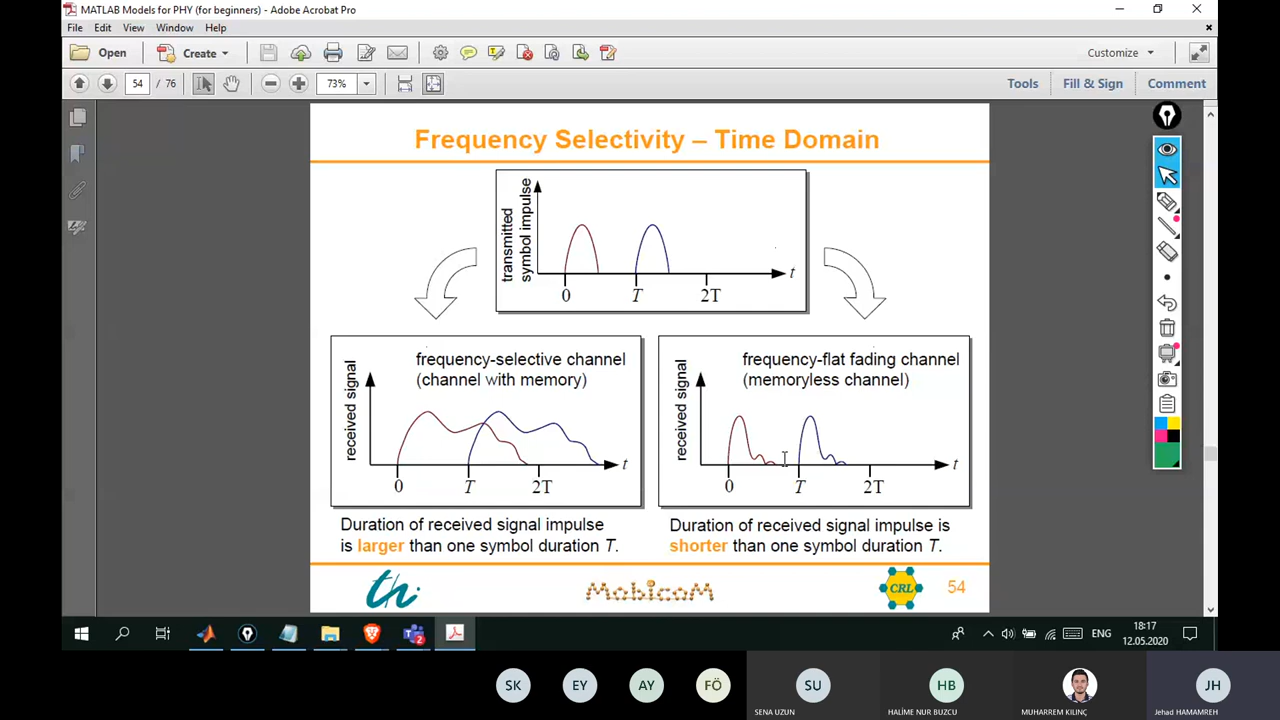 MATLAB Models for PHY (for beginners) - Adobe Acrobat Pro
File Edit View Window Help
Open Create Customize
54 / 76 73% Tools Fill & Sign Comment
Frequency Selectivity – Time Domain
transmitted
symbol impulse
0 T 2T t
frequency-selective channel
(channel with memory)
received signal
0 T 2T t
Duration of received signal impulse
is larger than one symbol duration T.
frequency-flat fading channel
(memoryless channel)
received signal
0 T 2T t
Duration of received signal impulse is
shorter than one symbol duration T.
th MobicoM CRL 54
ENG
18:17
12.05.2020
SK EY AY FÖ SU HB JH
SENA UZUN HALİME NUR BUZCU MUHARREM KILINÇ Jehad HAMAMREH